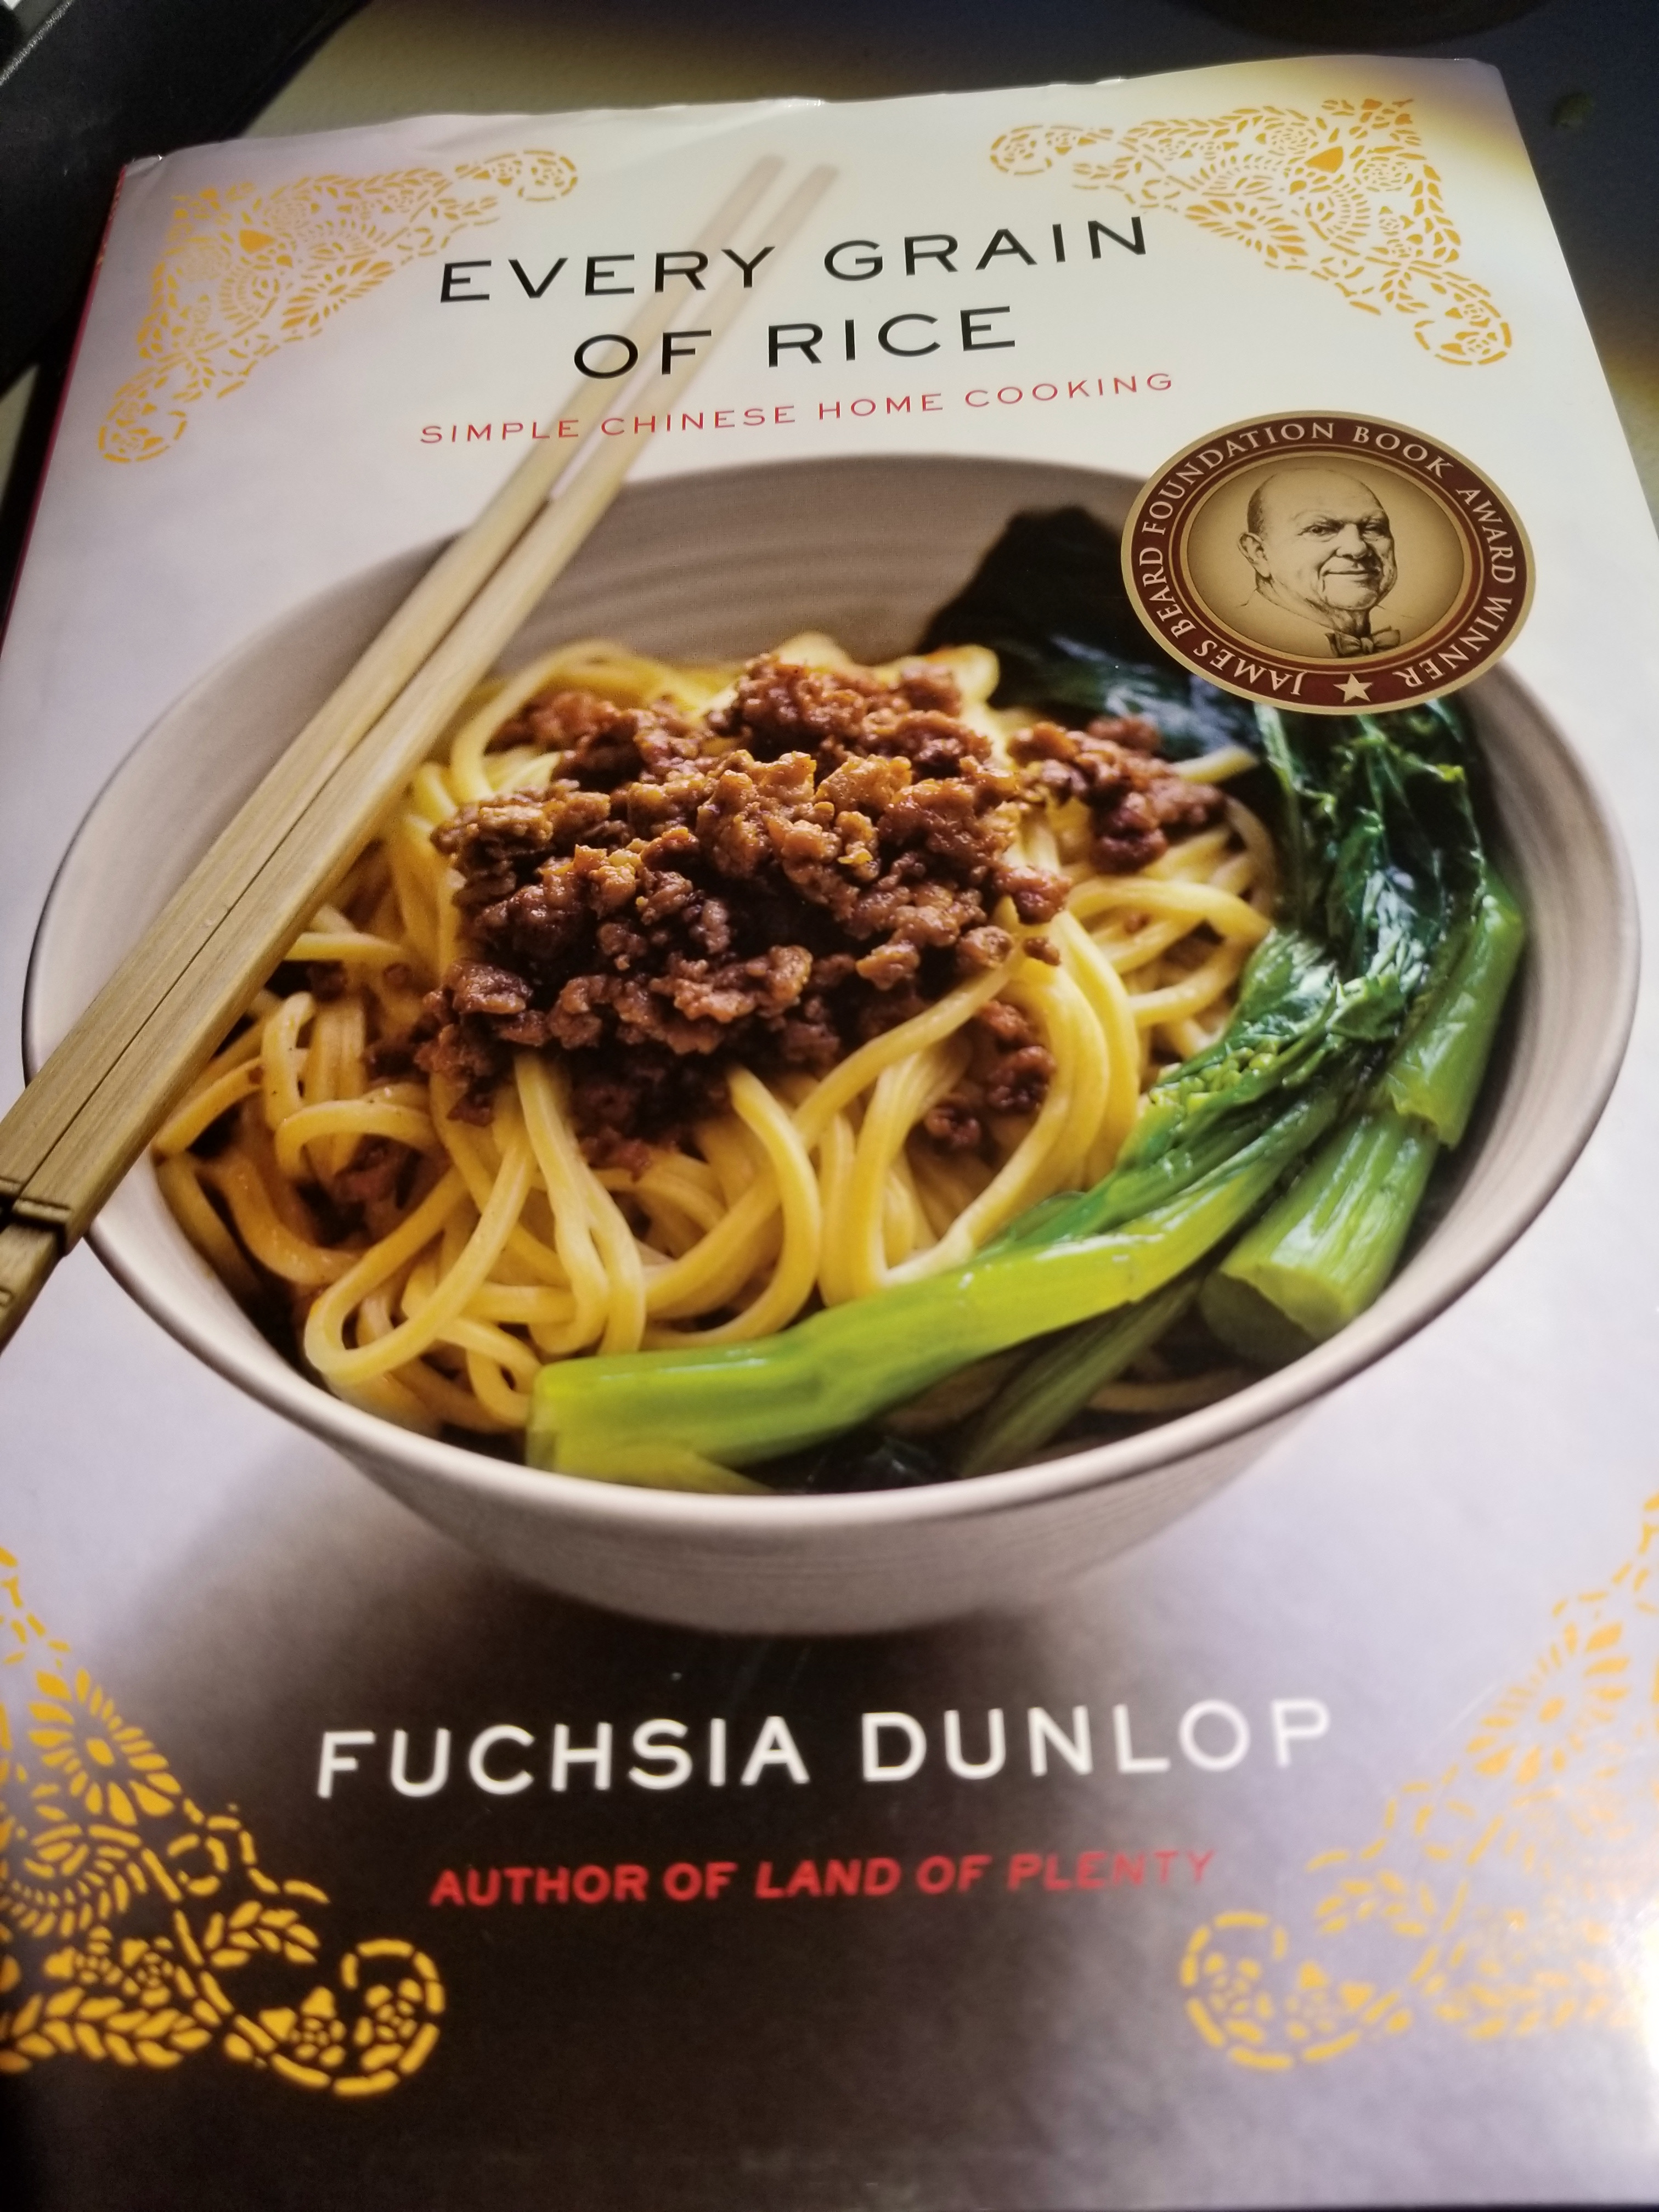 EVERY GRAIN
OF RICE
SIMPLE CHINESE HOME COOKING
JAMES BEARD FOUNDATION BOOK AWARD WINNER
FUCHSIA DUNLOP
AUTHOR OF LAND OF PLENTY